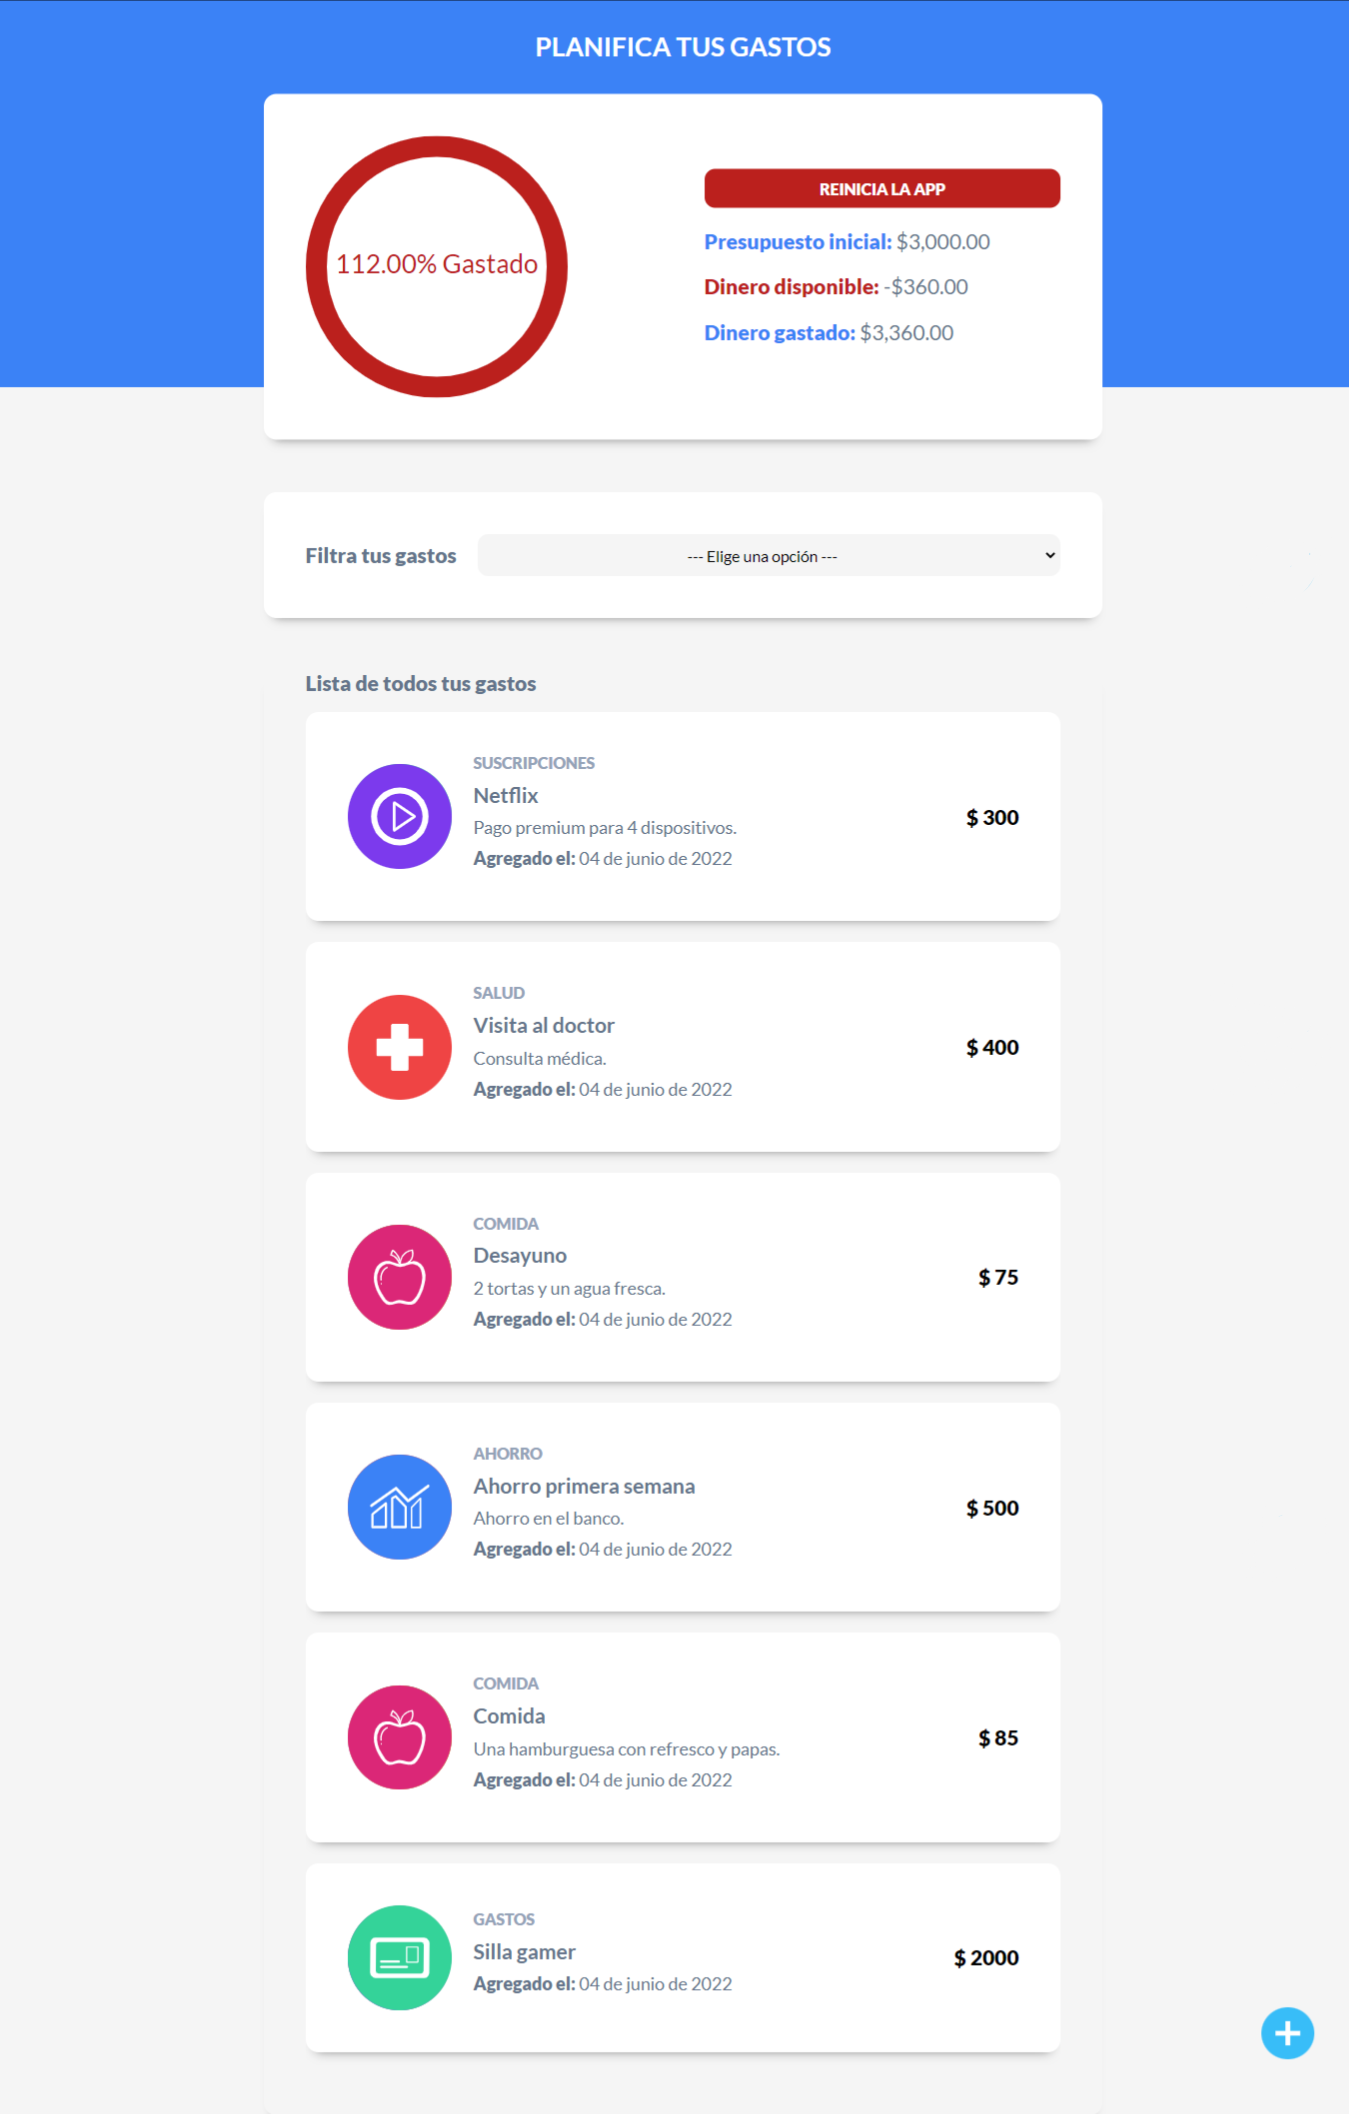 PLANIFICA TUS GASTOS
112.00% Gastado
REINICIA LA APP
Presupuesto inicial: $3,000.00
Dinero disponible: -$360.00
Dinero gastado: $3,360.00
Filtra tus gastos
--- Elige una opción ---
Lista de todos tus gastos
SUSCRIPCIONES
Netflix
Pago premium para 4 dispositivos.
Agregado el: 04 de junio de 2022
$ 300
SALUD
Visita al doctor
Consulta médica.
Agregado el: 04 de junio de 2022
$ 400
COMIDA
Desayuno
2 tortas y un agua fresca.
Agregado el: 04 de junio de 2022
$ 75
AHORRO
Ahorro primera semana
Ahorro en el banco.
Agregado el: 04 de junio de 2022
$ 500
COMIDA
Comida
Una hamburguesa con refresco y papas.
Agregado el: 04 de junio de 2022
$ 85
GASTOS
Silla gamer
Agregado el: 04 de junio de 2022
$ 2000